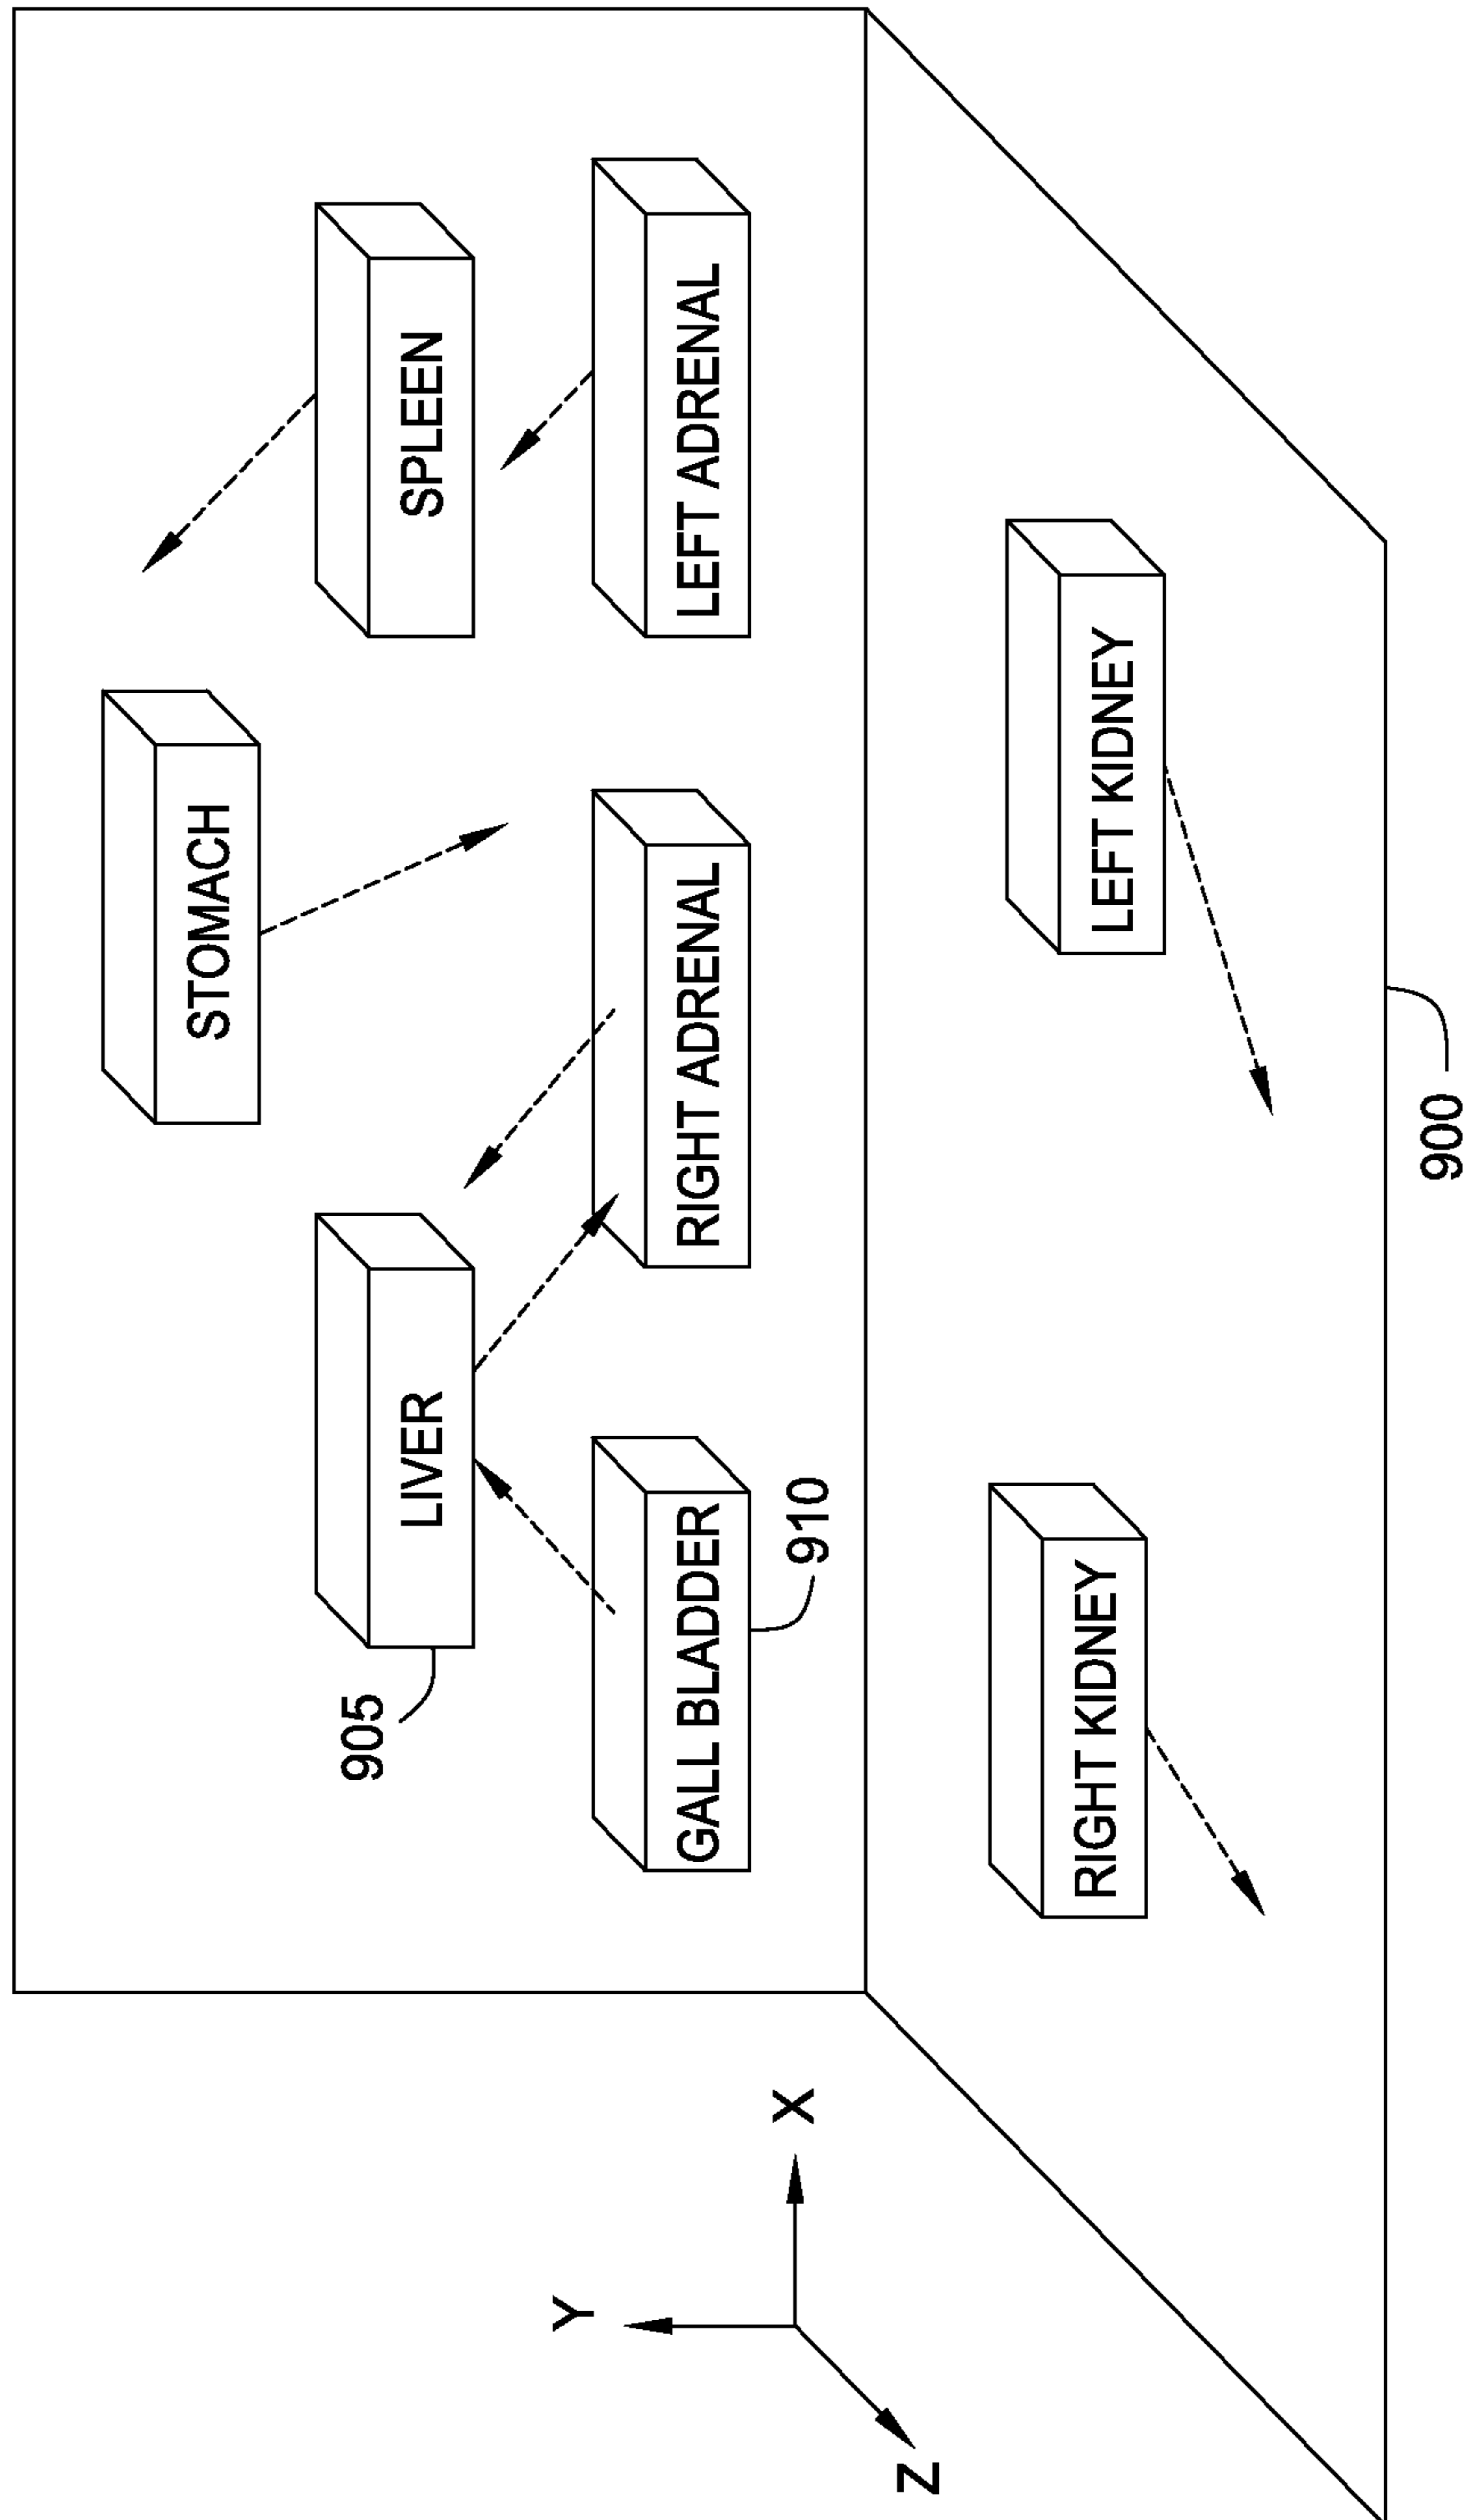 STOMACH
905
LIVER
SPLEEN
Y
GALL BLADDER
RIGHT ADRENAL
LEFT ADRENAL
X
910
Z
RIGHT KIDNEY
LEFT KIDNEY
900